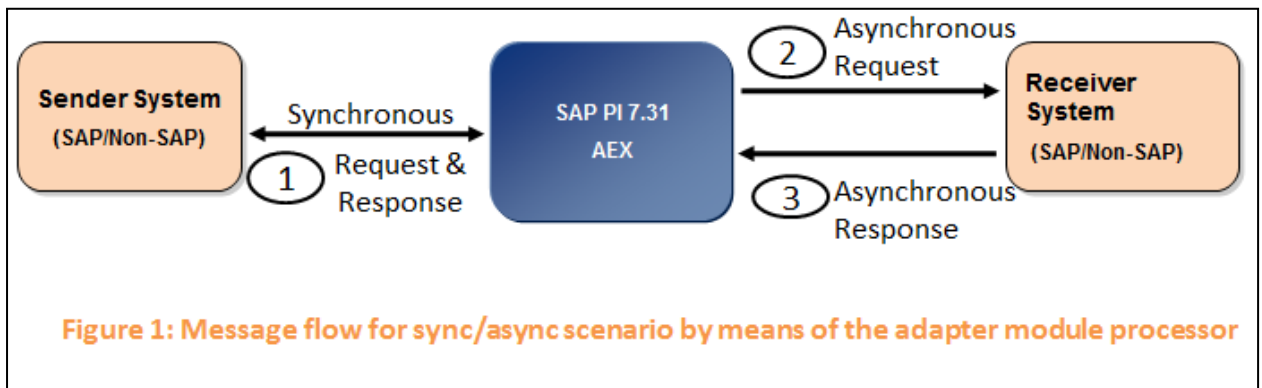 Sender System
(SAP/Non-SAP)
Synchronous
1
Request &
Response
SAP PI 7.31
AEX
2
Asynchronous
Request
3
Asynchronous
Response
Receiver
System
(SAP/Non-SAP)
Figure 1: Message flow for sync/async scenario by means of the adapter module processor